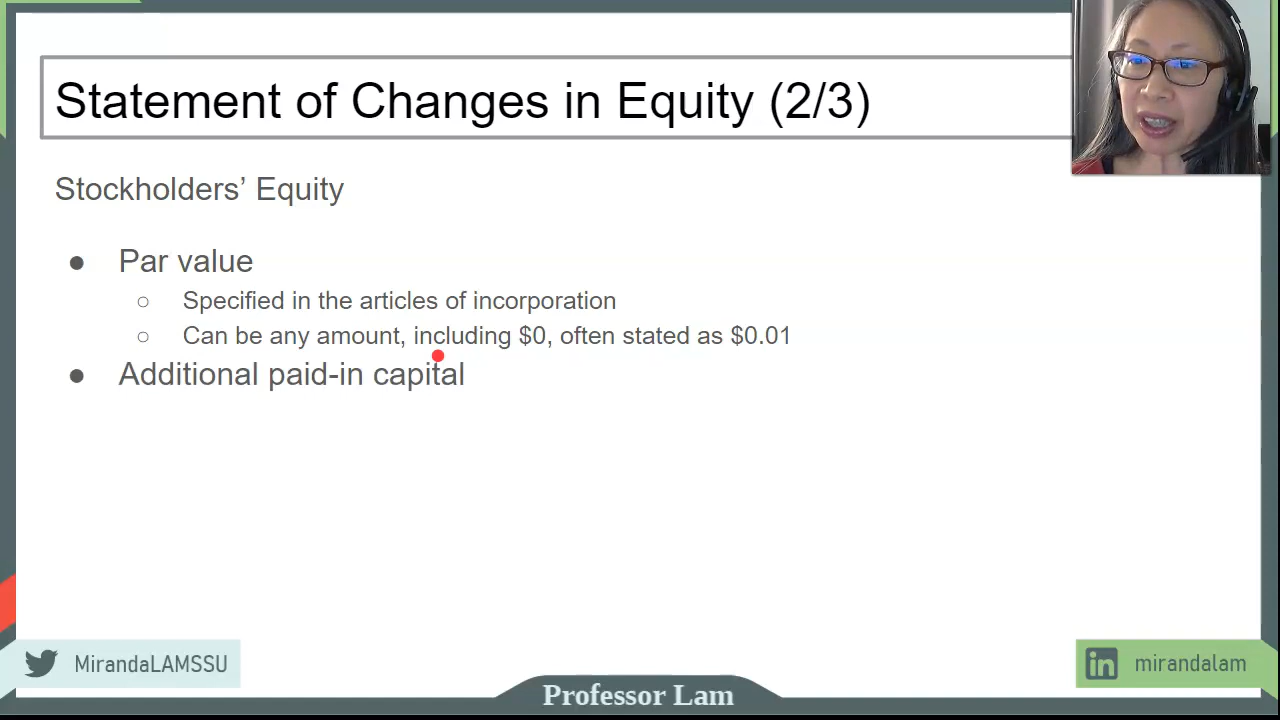 Statement of Changes in Equity (2/3)
Stockholders’ Equity
● Par value
○ Specified in the articles of incorporation
○ Can be any amount, including $0, often stated as $0.01
● Additional paid-in capital
MirandaLAMSSU
in mirandalam
Professor Lam